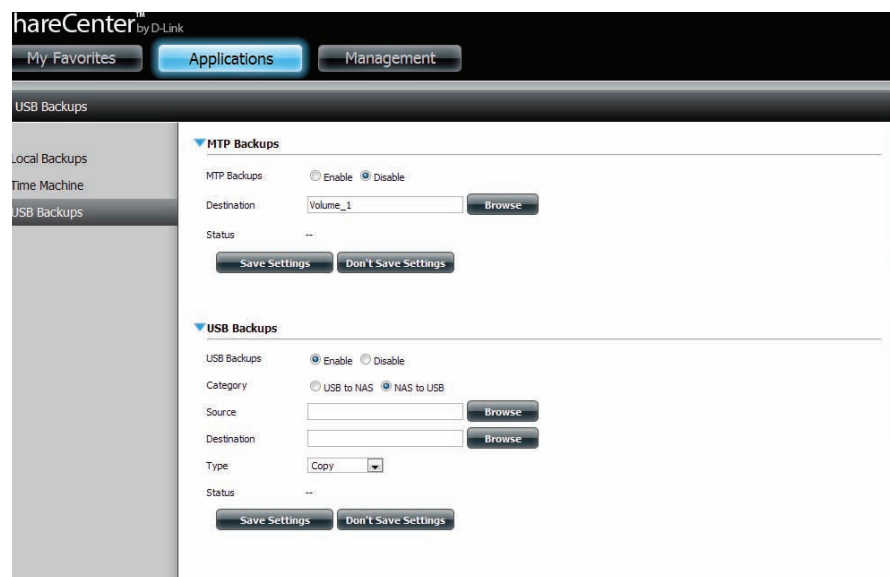 hareCenter™ by D-Link
My Favorites Applications Management
USB Backups
Local Backups
Time Machine
USB Backups
MTP Backups
MTP Backups Enable Disable
Destination Volume_1 Browse
Status --
Save Settings Don't Save Settings
USB Backups
USB Backups Enable Disable
Category USB to NAS NAS to USB
Source Browse
Destination Browse
Type Copy
Status --
Save Settings Don't Save Settings